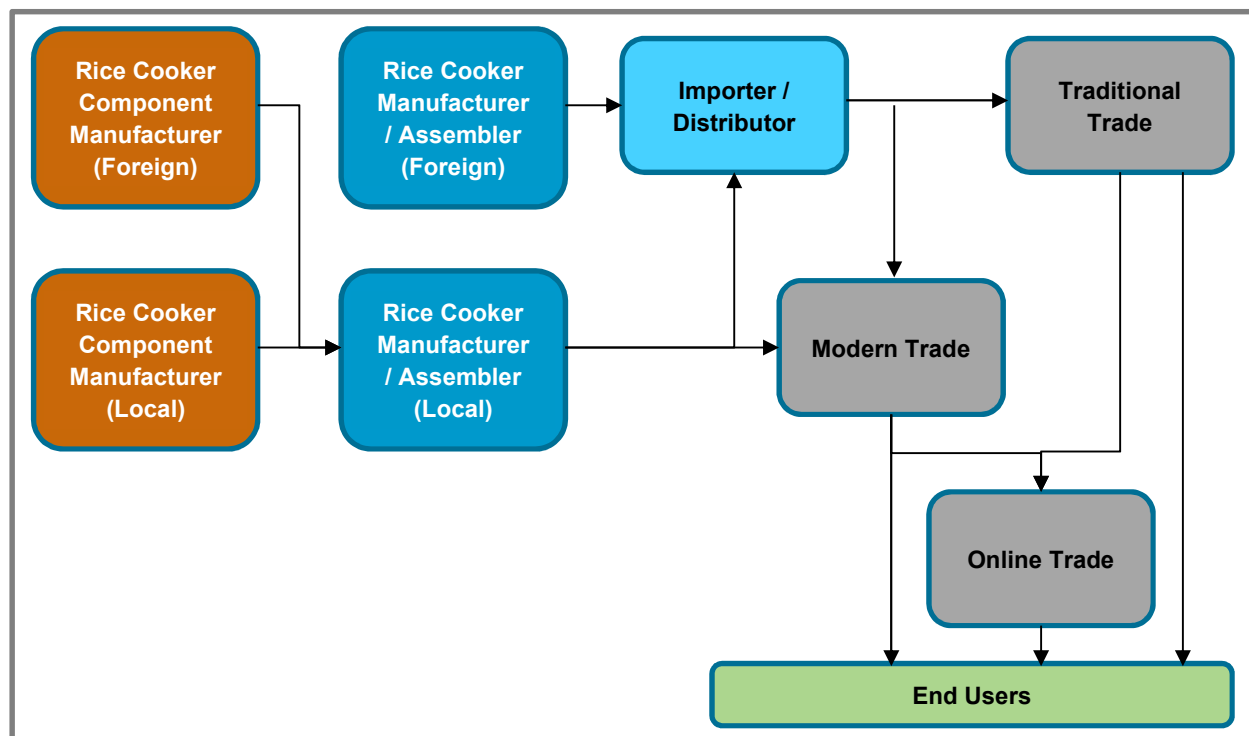 Rice Cooker
Component
Manufacturer
(Foreign)
Rice Cooker
Manufacturer
/ Assembler
(Foreign)
Importer /
Distributor
Traditional
Trade
Rice Cooker
Component
Manufacturer
(Local)
Rice Cooker
Manufacturer
/ Assembler
(Local)
Modern Trade
Online Trade
End Users